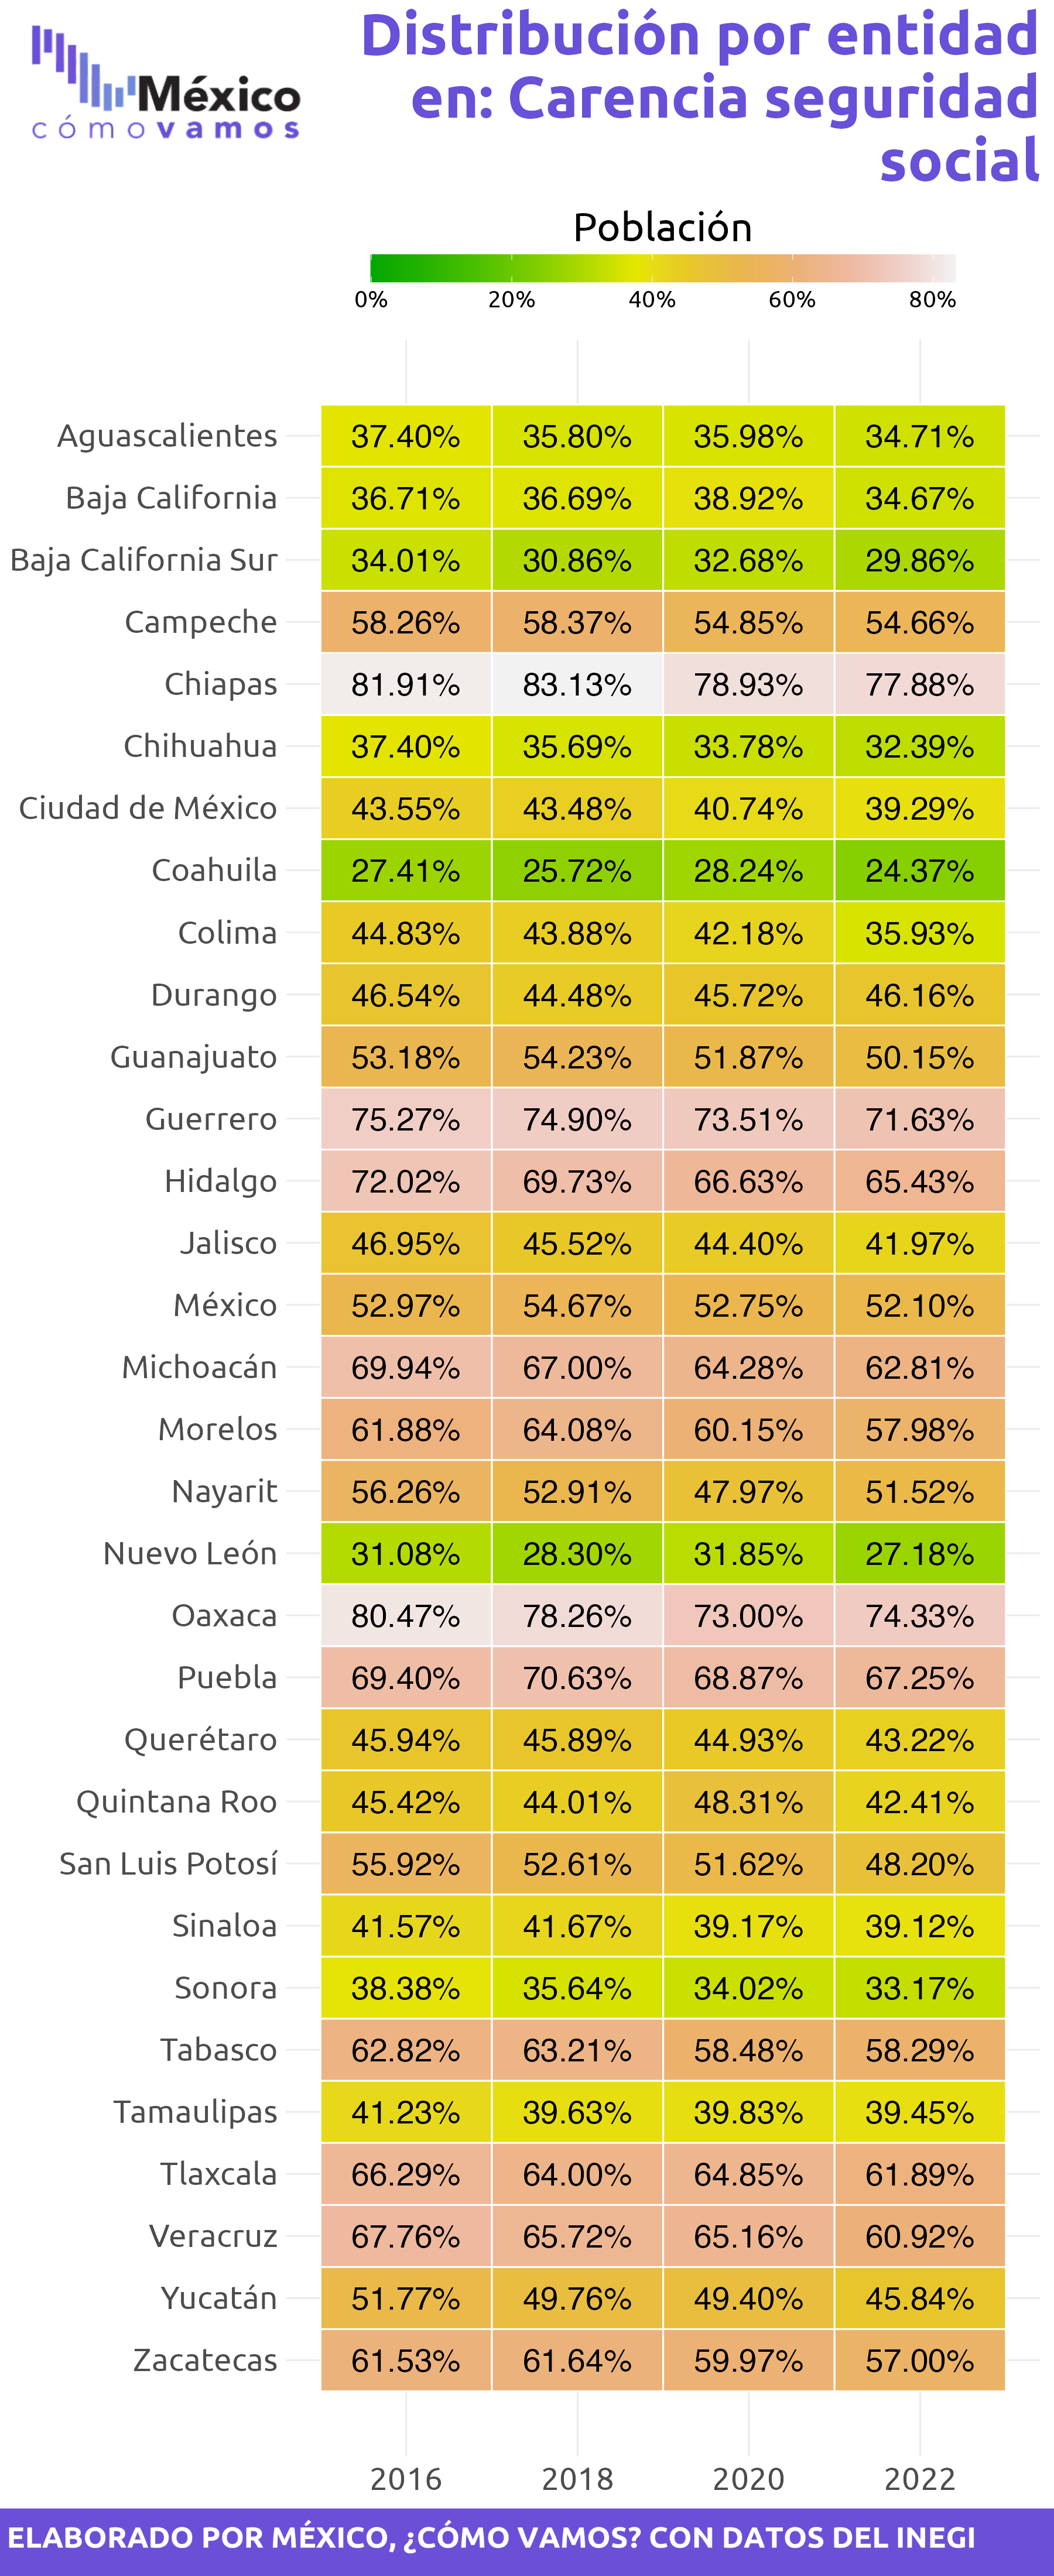 México
cómovamos
Distribución por entidad
en: Carencia seguridad
social
Población
0% 20% 40% 60% 80%
Aguascalientes 37.40% 35.80% 35.98% 34.71%
Baja California 36.71% 36.69% 38.92% 34.67%
Baja California Sur 34.01% 30.86% 32.68% 29.86%
Campeche 58.26% 58.37% 54.85% 54.66%
Chiapas 81.91% 83.13% 78.93% 77.88%
Chihuahua 37.40% 35.69% 33.78% 32.39%
Ciudad de México 43.55% 43.48% 40.74% 39.29%
Coahuila 27.41% 25.72% 28.24% 24.37%
Colima 44.83% 43.88% 42.18% 35.93%
Durango 46.54% 44.48% 45.72% 46.16%
Guanajuato 53.18% 54.23% 51.87% 50.15%
Guerrero 75.27% 74.90% 73.51% 71.63%
Hidalgo 72.02% 69.73% 66.63% 65.43%
Jalisco 46.95% 45.52% 44.40% 41.97%
México 52.97% 54.67% 52.75% 52.10%
Michoacán 69.94% 67.00% 64.28% 62.81%
Morelos 61.88% 64.08% 60.15% 57.98%
Nayarit 56.26% 52.91% 47.97% 51.52%
Nuevo León 31.08% 28.30% 31.85% 27.18%
Oaxaca 80.47% 78.26% 73.00% 74.33%
Puebla 69.40% 70.63% 68.87% 67.25%
Querétaro 45.94% 45.89% 44.93% 43.22%
Quintana Roo 45.42% 44.01% 48.31% 42.41%
San Luis Potosí 55.92% 52.61% 51.62% 48.20%
Sinaloa 41.57% 41.67% 39.17% 39.12%
Sonora 38.38% 35.64% 34.02% 33.17%
Tabasco 62.82% 63.21% 58.48% 58.29%
Tamaulipas 41.23% 39.63% 39.83% 39.45%
Tlaxcala 66.29% 64.00% 64.85% 61.89%
Veracruz 67.76% 65.72% 65.16% 60.92%
Yucatán 51.77% 49.76% 49.40% 45.84%
Zacatecas 61.53% 61.64% 59.97% 57.00%
2016 2018 2020 2022
ELABORADO POR MÉXICO, ¿CÓMO VAMOS? CON DATOS DEL INEGI